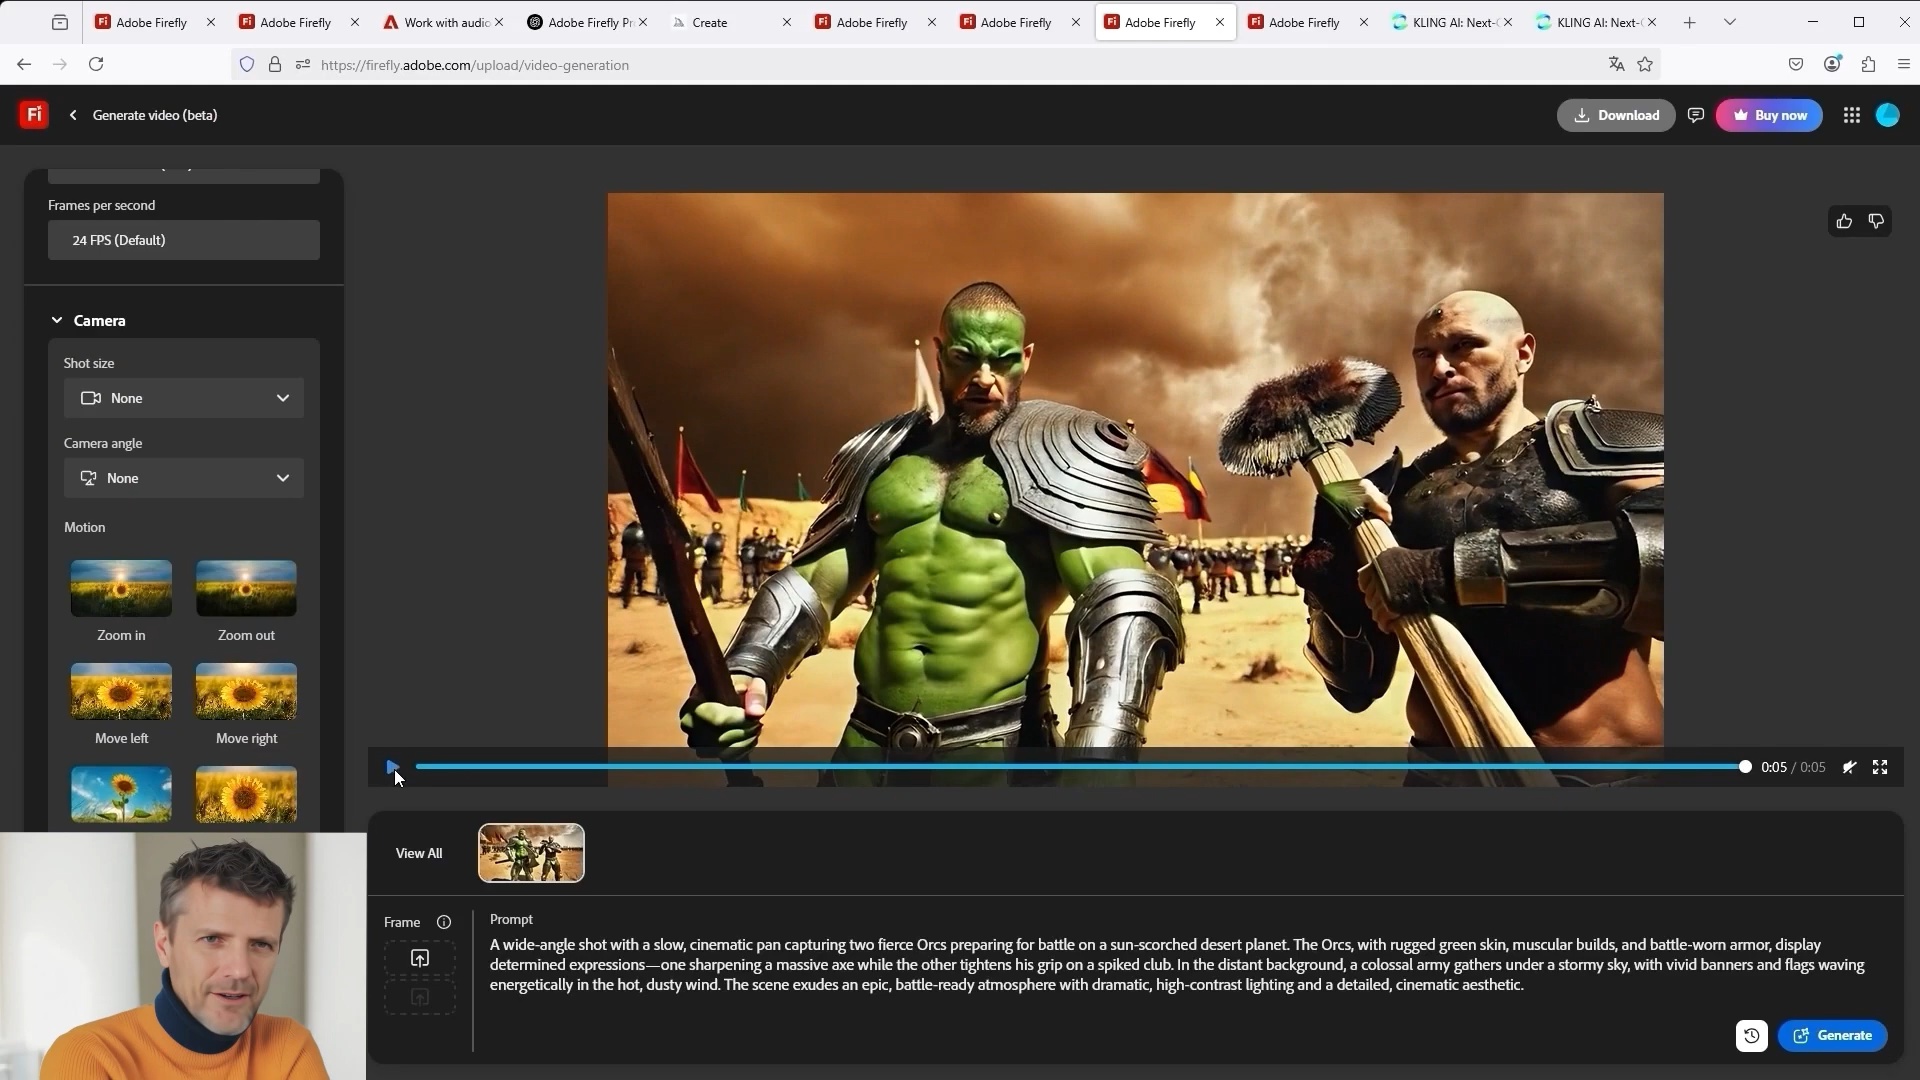 Adobe Firefly
Adobe Firefly
Work with audio
Adobe Firefly Pr
Create
Adobe Firefly
Adobe Firefly
Adobe Firefly
Adobe Firefly
KLING AI: Next-
KLING AI: Next-
https://firefly.adobe.com/upload/video-generation
Fi
Generate video (beta)
Download
Buy now
Frames per second
24 FPS (Default)
Camera
Shot size
None
Camera angle
None
Motion
Zoom in
Zoom out
Move left
Move right
0:05 / 0:05
View All
Frame
Prompt
A wide-angle shot with a slow, cinematic pan capturing two fierce Orcs preparing for battle on a sun-scorched desert planet. The Orcs, with rugged green skin, muscular builds, and battle-worn armor, display
determined expressions—one sharpening a massive axe while the other tightens his grip on a spiked club. In the distant background, a colossal army gathers under a stormy sky, with vivid banners and flags waving
energetically in the hot, dusty wind. The scene exudes an epic, battle-ready atmosphere with dramatic, high-contrast lighting and a detailed, cinematic aesthetic.
Generate